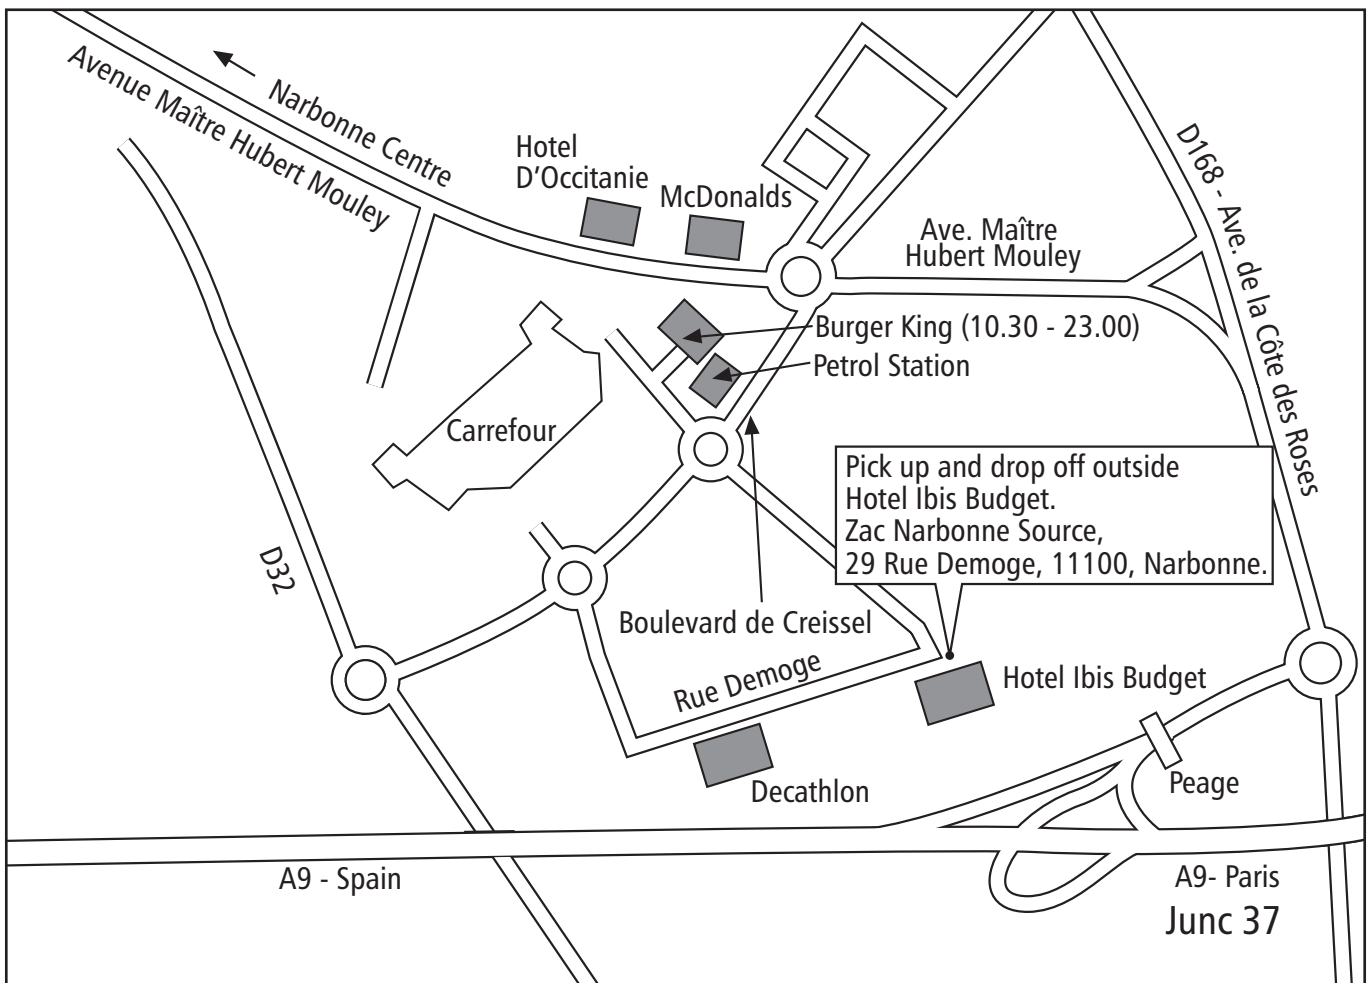 Narbonne Centre
Avenue Maître Hubert Mouley
Hotel
D'Occitanie
McDonalds
D168 - Ave. de la Côte des Roses
Ave. Maître
Hubert Mouley
Burger King (10.30 - 23.00)
Petrol Station
Carrefour
Pick up and drop off outside
Hotel Ibis Budget.
Zac Narbonne Source,
29 Rue Demoge, 11100, Narbonne.
D32
Boulevard de Creissel
Rue Demoge
Hotel Ibis Budget
Decathlon
Peage
A9 - Spain
A9- Paris
Junc 37